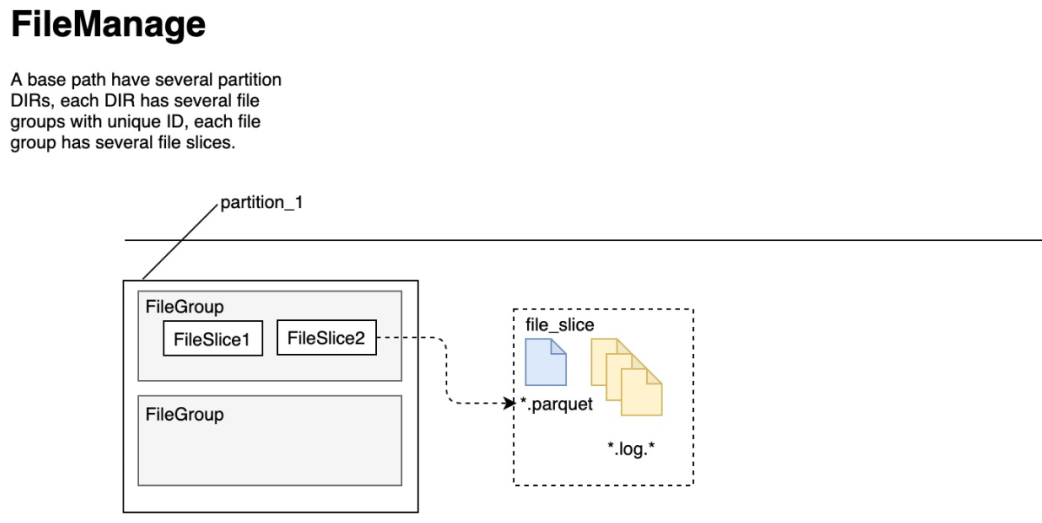 FileManage
A base path have several partition
DIRs, each DIR has several file
groups with unique ID, each file
group has several file slices.
partition_1
FileGroup
FileSlice1
FileSlice2
file_slice
*.parquet
*.log.*
FileGroup